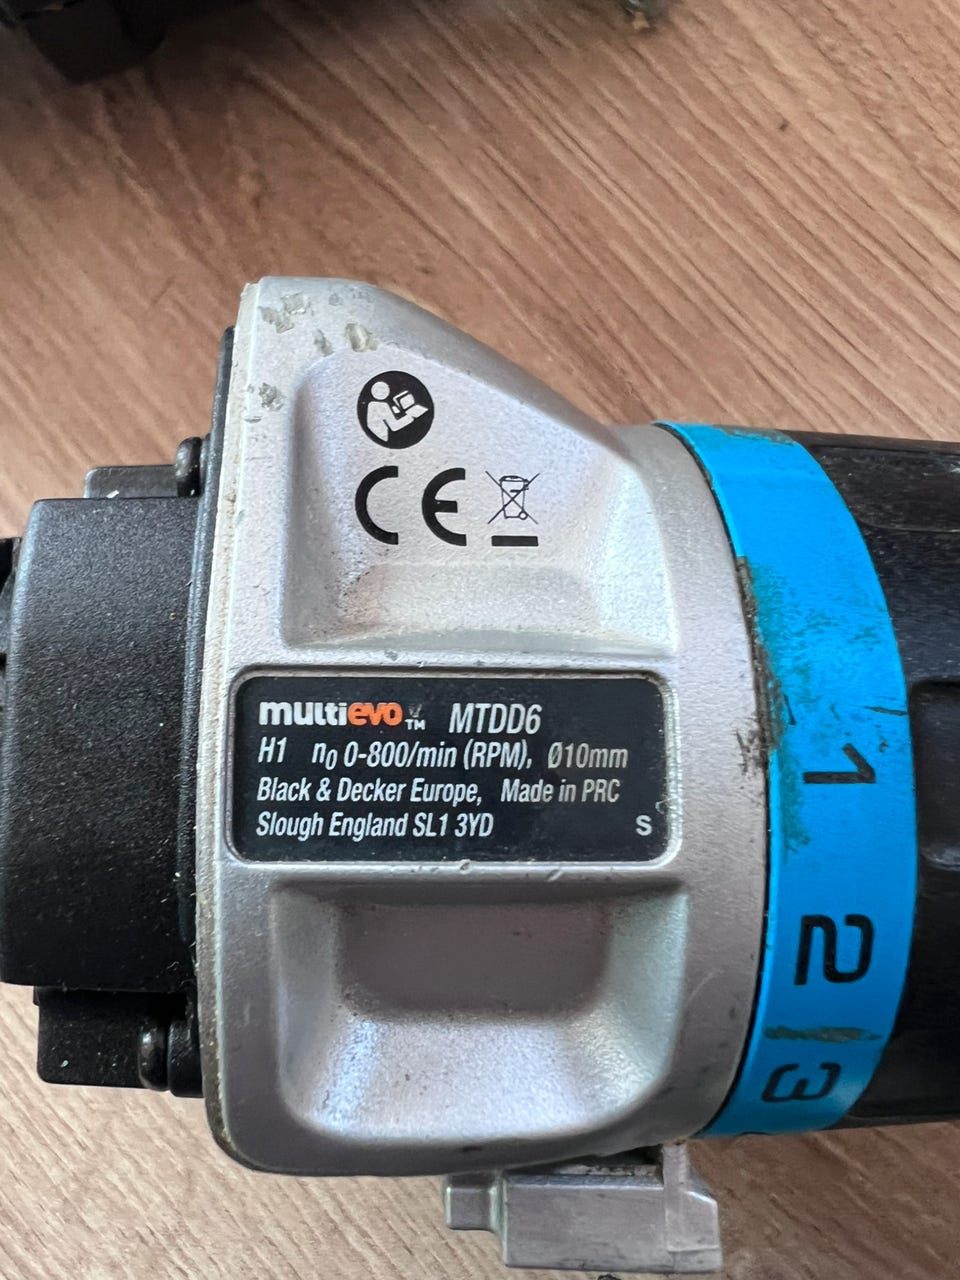 CE
multievo™ MTDD6
H1 n0 0-800/min (RPM), Ø10mm
Black & Decker Europe, Made in PRC
Slough England SL1 3YD S
1
2
3